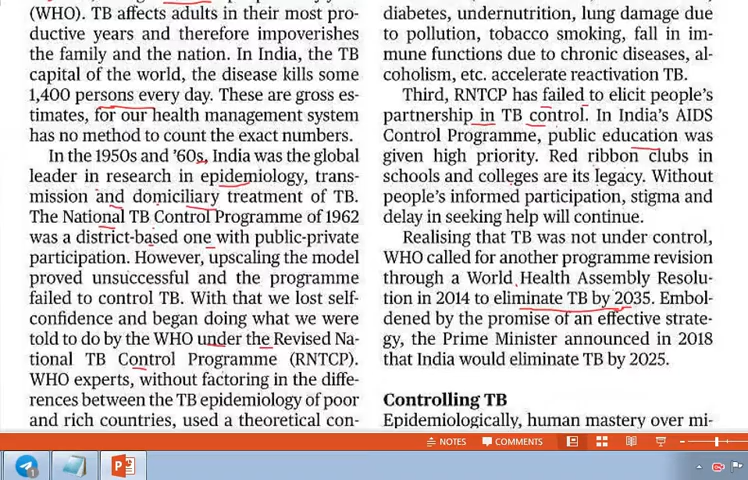 (WHO). TB affects adults in their most pro-
ductive years and therefore impoverishes
the family and the nation. In India, the TB
capital of the world, the disease kills some
1,400 persons every day. These are gross es-
timates, for our health management system
has no method to count the exact numbers.
In the 1950s and '60s, India was the global
leader in research in epidemiology, trans-
mission and domiciliary treatment of TB.
The National TB Control Programme of 1962
was a district-based one with public-private
participation. However, upscaling the model
proved unsuccessful and the programme
failed to control TB. With that we lost self-
confidence and began doing what we were
told to do by the WHO under the Revised Na-
tional TB Control Programme (RNTCP).
WHO experts, without factoring in the diffe-
rences between the TB epidemiology of poor
and rich countries, used a theoretical con-
diabetes, undernutrition, lung damage due
to pollution, tobacco smoking, fall in im-
mune functions due to chronic diseases, al-
coholism, etc. accelerate reactivation TB.
Third, RNTCP has failed to elicit people's
partnership in TB control. In India's AIDS
Control Programme, public education was
given high priority. Red ribbon clubs in
schools and colleges are its legacy. Without
people's informed participation, stigma and
delay in seeking help will continue.
Realising that TB was not under control,
WHO called for another programme revision
through a World Health Assembly Resolu-
tion in 2014 to eliminate TB by 2035. Embol-
dened by the promise of an effective strate-
gy, the Prime Minister announced in 2018
that India would eliminate TB by 2025.
Controlling TB
Epidemiologically, human mastery over mi-
NOTES COMMENTS